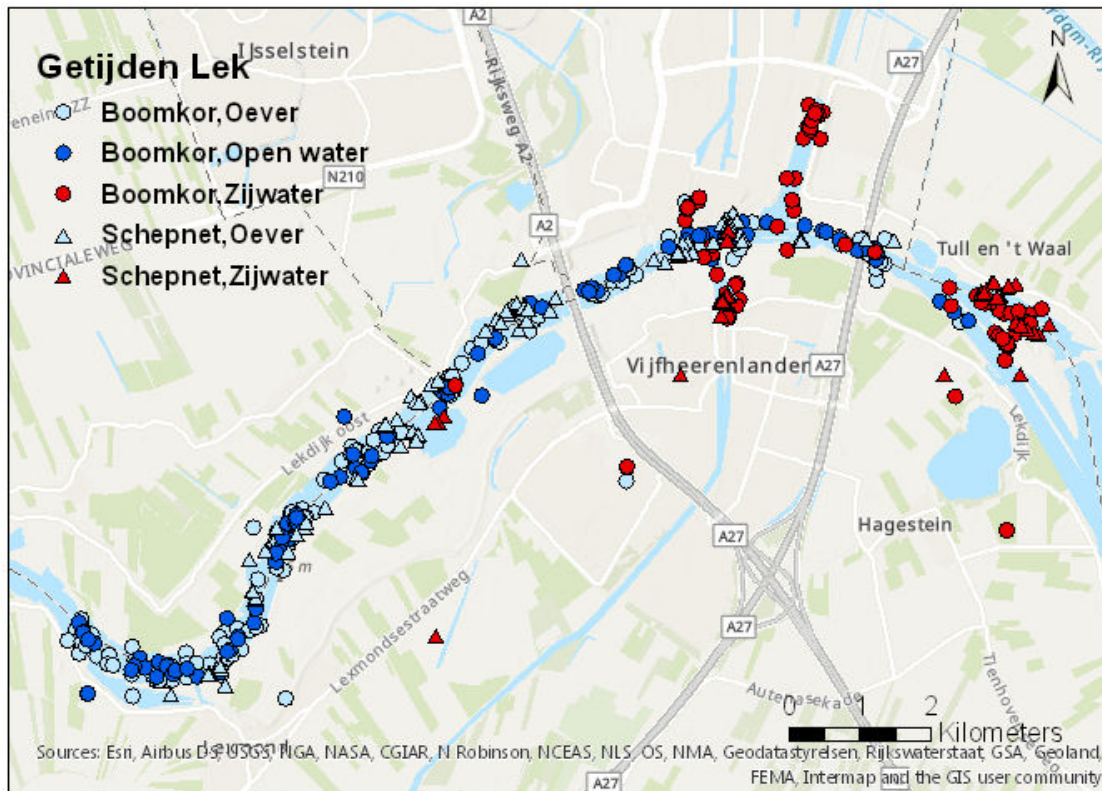 A2
Rijksweg A2
A27
IJsselstein
N
Getijden Lek
Boomkor,Oever
Boomkor,Open water
N210
Boomkor,Zijwater
Schepnet,Oever
A2
A27
Tull en 't Waal
Schepnet,Zijwater
Vijfheerenlanden
A27
Lekdijk oost
Lekdijk
A27
Hagestein
m
A27
Lexmondsestraatweg
Autenasekade
0 1 2
Kilometers
Sources: Esri, Airbus DS, USGS, NGA, NASA, CGIAR, N Robinson, NCEAS, NLS, OS, NMA, Geodatastyrelsen, Rijkswaterstaat, GSA, Geoland,
FEMA, Intermap and the GIS user community
A27